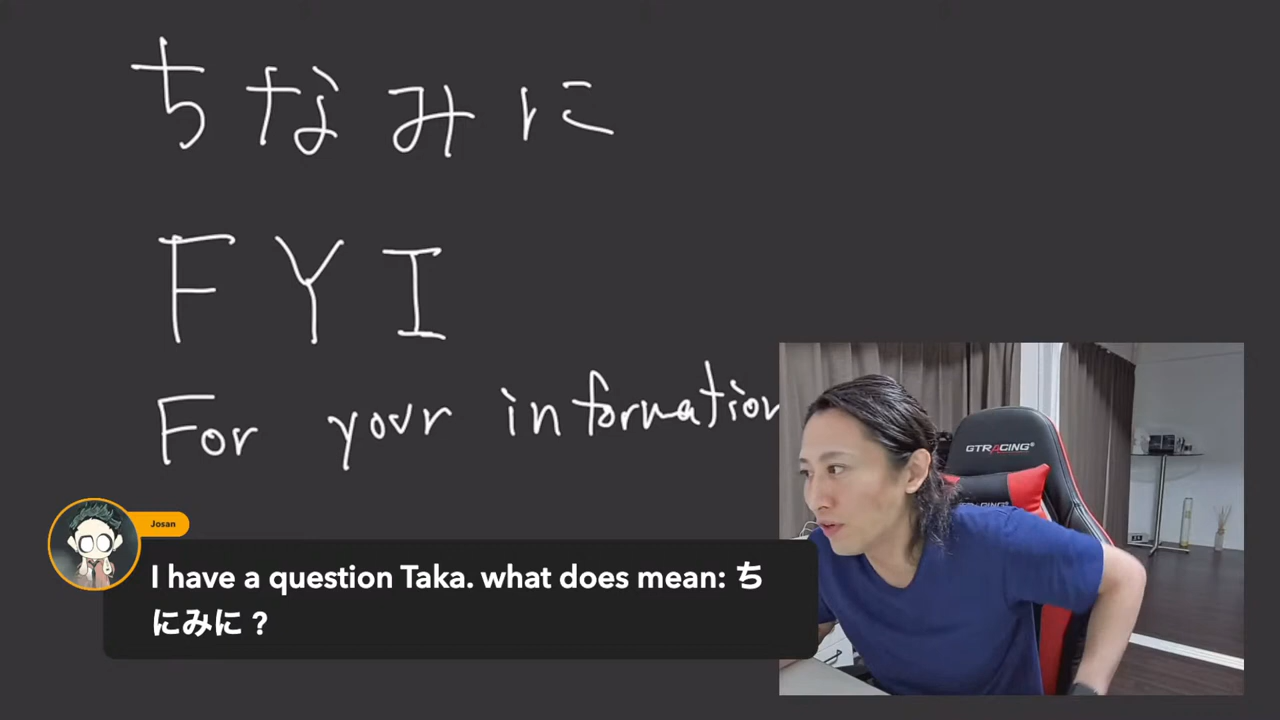 ちなみに
FYI
For your information
GTRACING
Josan
I have a question Taka. what does mean: ち
にみに ?